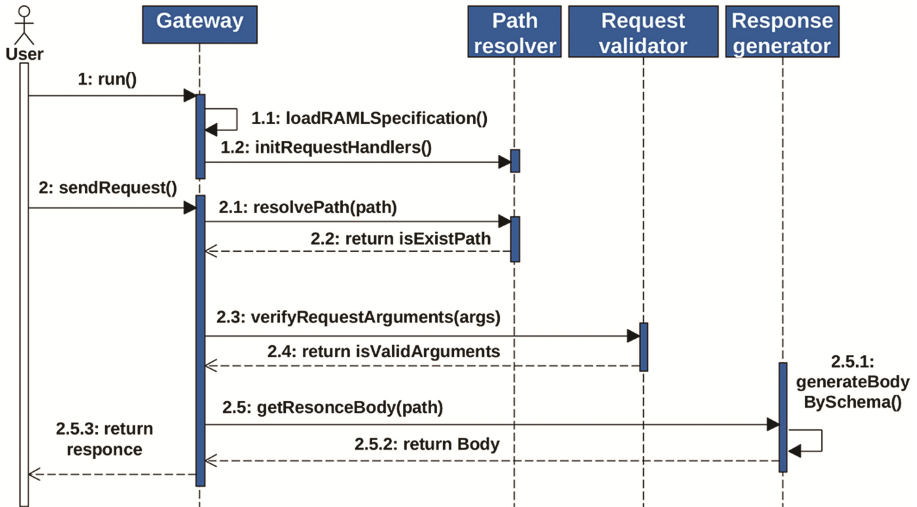 User
Gateway
Path
resolver
Request
validator
Response
generator
1: run()
1.1: loadRAMLSpecification()
1.2: initRequestHandlers()
2: sendRequest()
2.1: resolvePath(path)
2.2: return isExistPath
2.3: verifyRequestArguments(args)
2.4: return isValidArguments
2.5: getResonceBody(path)
2.5.1:
generateBody
BySchema()
2.5.2: return Body
2.5.3: return
responce